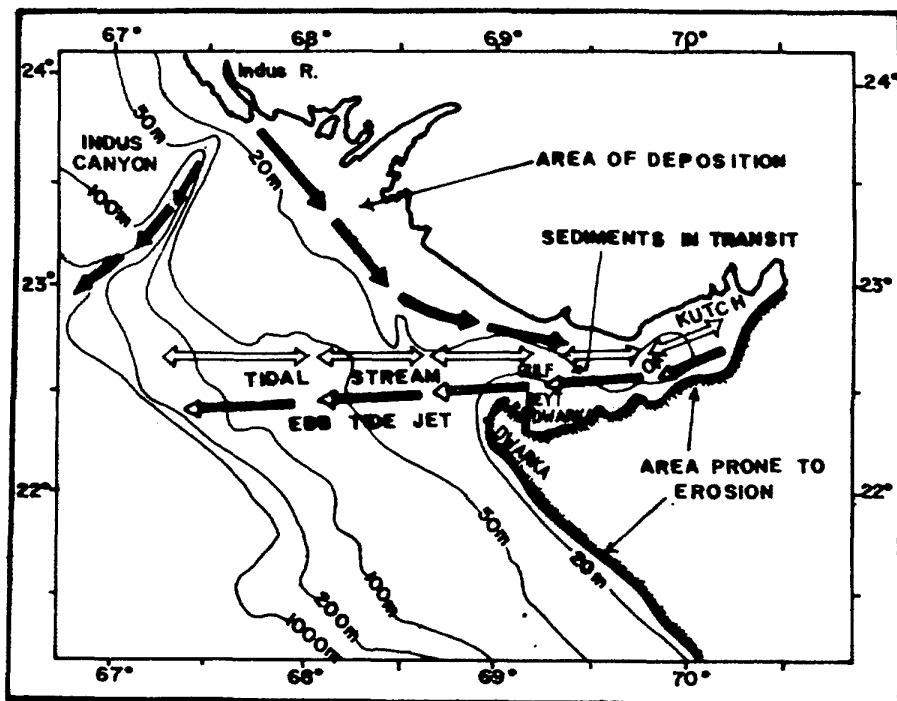 67°
68°
69°
70°
24°
24°
Indus R.
50m
INDUS
CANYON
20m
AREA OF DEPOSITION
100m
SEDIMENTS IN TRANSIT
23°
23°
KUTCH
OF
GULF
TIDAL STREAM
EBB TIDE JET
DWARKA
DWARKA
AREA PRONE TO
EROSION
22°
22°
50m
20m
100m
200m
1000m
67°
68°
69°
70°